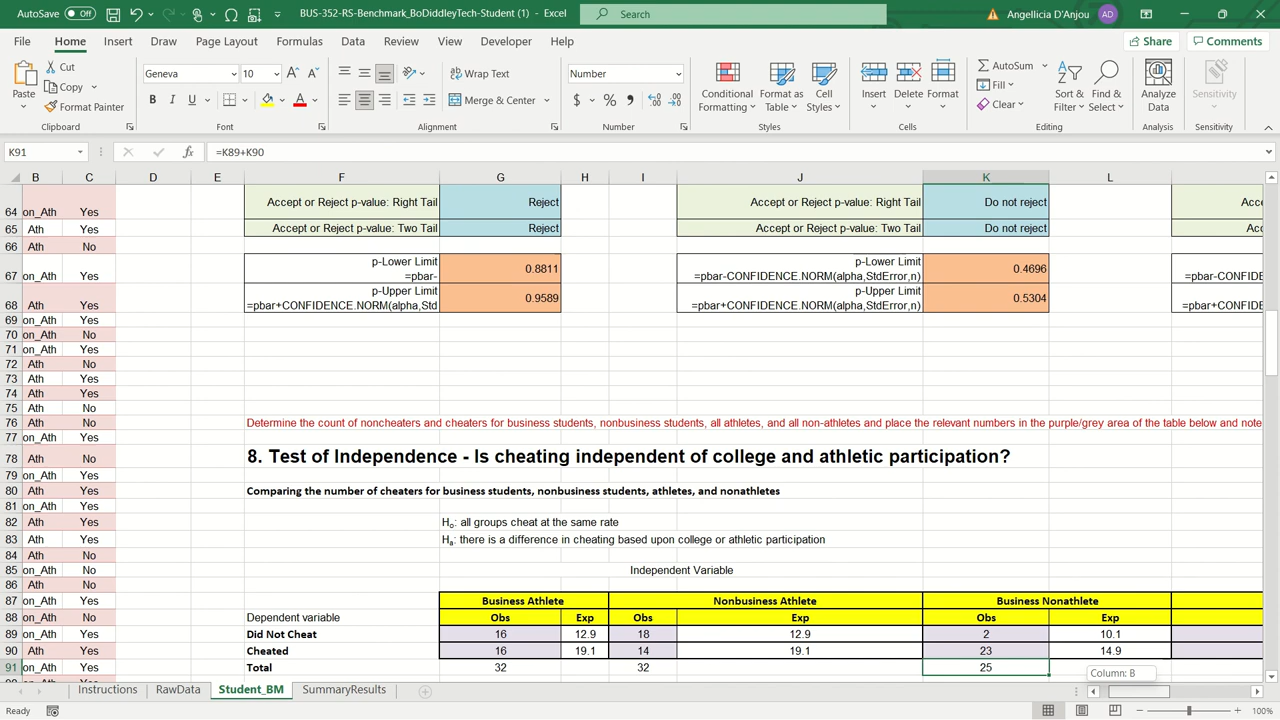 AutoSave Off BUS-352-RS-Benchmark_BoDiddleyTech-Student (1) - Excel Search Angellicia D'Anjou AD
File Home Insert Draw Page Layout Formulas Data Review View Developer Help Share Comments
Paste Cut Copy Format Painter Clipboard
Geneva 10 B I U A Font
Wrap Text Merge & Center Alignment
Number $ % , Number
Conditional Formatting Format as Table Cell Styles Styles
Insert Delete Format Cells
AutoSum Fill Clear Sort & Filter Find & Select Editing
Analyze Data Analysis
Sensitivity Sensitivity
K91 fx =K89+K90
B C D E F G H I J K L
64 on_Ath Yes Accept or Reject p-value: Right Tail Reject Accept or Reject p-value: Right Tail Do not reject Acce
65 Ath Yes Accept or Reject p-value: Two Tail Reject Accept or Reject p-value: Two Tail Do not reject Acc
66 Ath No
67 on_Ath Yes p-Lower Limit =pbar- 0.8811 p-Lower Limit =pbar-CONFIDENCE.NORM(alpha,StdError,n) 0.4696 =pbar-CONFIDE
68 Ath Yes p-Upper Limit =pbar+CONFIDENCE.NORM(alpha,Std 0.9589 p-Upper Limit =pbar+CONFIDENCE.NORM(alpha,StdError,n) 0.5304 =pbar+CONFIDE
69 on_Ath Yes
70 on_Ath No
71 on_Ath Yes
72 Ath No
73 Ath Yes
74 Ath Yes
75 Ath No
76 Ath No Determine the count of noncheaters and cheaters for business students, nonbusiness students, all athletes, and all non-athletes and place the relevant numbers in the purple/grey area of the table below and note
77 on_Ath Yes
78 Ath No 8. Test of Independence - Is cheating independent of college and athletic participation?
79 on_Ath Yes
80 Ath Yes Comparing the number of cheaters for business students, nonbusiness students, athletes, and nonathletes
81 on_Ath Yes
82 Ath Yes Ho: all groups cheat at the same rate
83 Ath Yes Ha: there is a difference in cheating based upon college or athletic participation
84 Ath No
85 on_Ath No Independent Variable
86 Ath No
87 on_Ath Yes Business Athlete Nonbusiness Athlete Business Nonathlete
88 on_Ath No Dependent variable Obs Exp Obs Exp Obs Exp
89 on_Ath Yes Did Not Cheat 16 12.9 18 12.9 2 10.1
90 Ath Yes Cheated 16 19.1 14 19.1 23 14.9
91 on_Ath Yes Total 32 32 25
Column: B
Instructions RawData Student_BM SummaryResults
Ready 100%